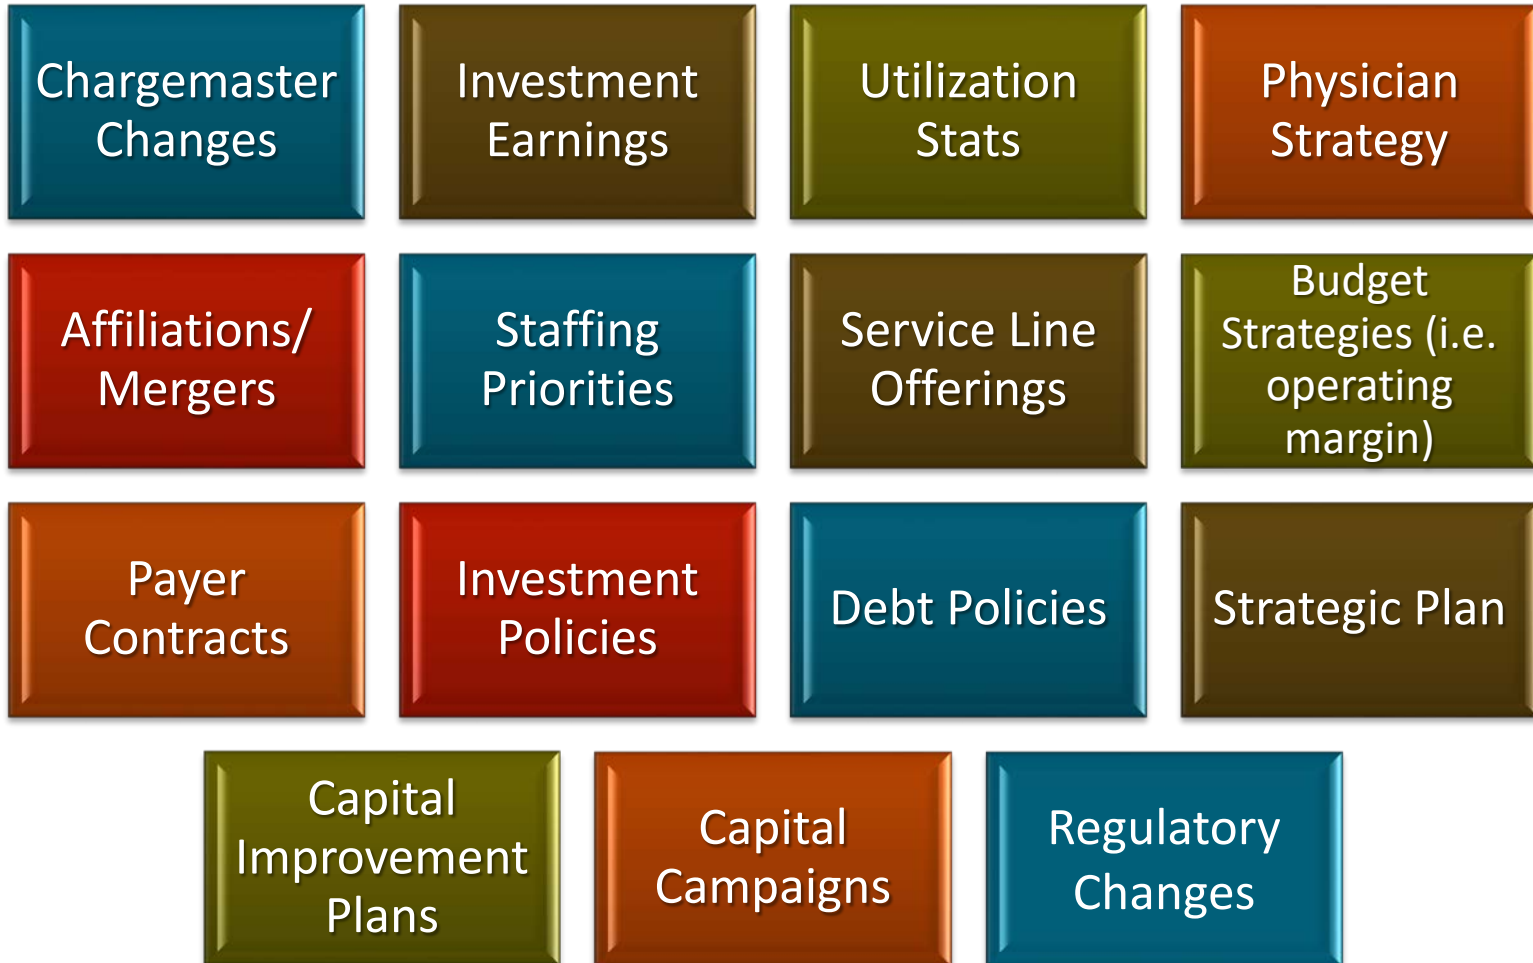 Chargemaster
Changes
Investment
Earnings
Utilization
Stats
Physician
Strategy
Affiliations/
Mergers
Staffing
Priorities
Service Line
Offerings
Budget
Strategies (i.e.
operating
margin)
Payer
Contracts
Investment
Policies
Debt Policies
Strategic Plan
Capital
Improvement
Plans
Capital
Campaigns
Regulatory
Changes